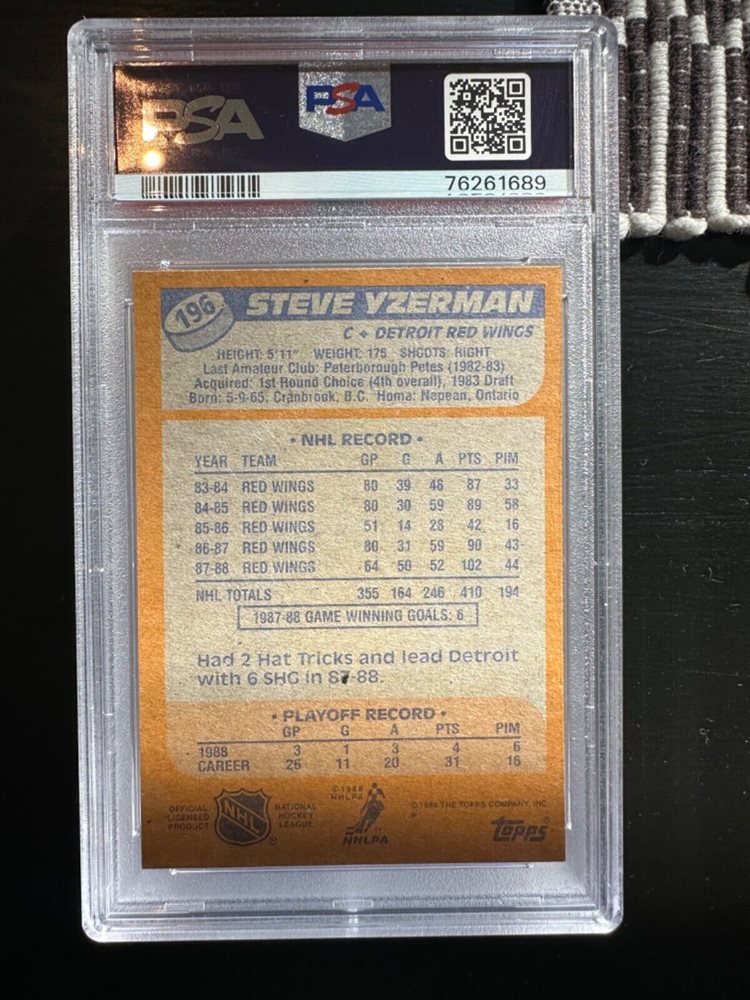 PSA PSA
76261689
196 STEVE YZERMAN
C + DETROIT RED WINGS
HEIGHT: 5'11" WEIGHT: 175 SHOOTS: RIGHT
Last Amateur Club: Peterborough Petes (1982-83)
Acquired: 1st Round Choice (4th overall), 1983 Draft
Born: 5-9-65, Cranbrook, B.C. Home: Nepean, Ontario
• NHL RECORD •
YEAR TEAM GP G A PTS PIM
83-84 RED WINGS 80 39 48 87 33
84-85 RED WINGS 80 30 59 89 58
85-86 RED WINGS 51 14 28 42 16
86-87 RED WINGS 80 31 59 90 43
87-88 RED WINGS 64 50 52 102 44
NHL TOTALS 355 164 246 410 194
1987-88 GAME WINNING GOALS: 6
Had 2 Hat Tricks and lead Detroit
with 6 SHG in 87-88.
• PLAYOFF RECORD •
GP G A PTS PIM
1988 3 1 3 4 6
CAREER 26 11 20 31 16
OFFICIAL LICENSED PRODUCT
NHL
NATIONAL HOCKEY LEAGUE
©1988 NHLPA
NHLPA
©1988 THE TOPPS COMPANY, INC.
topps